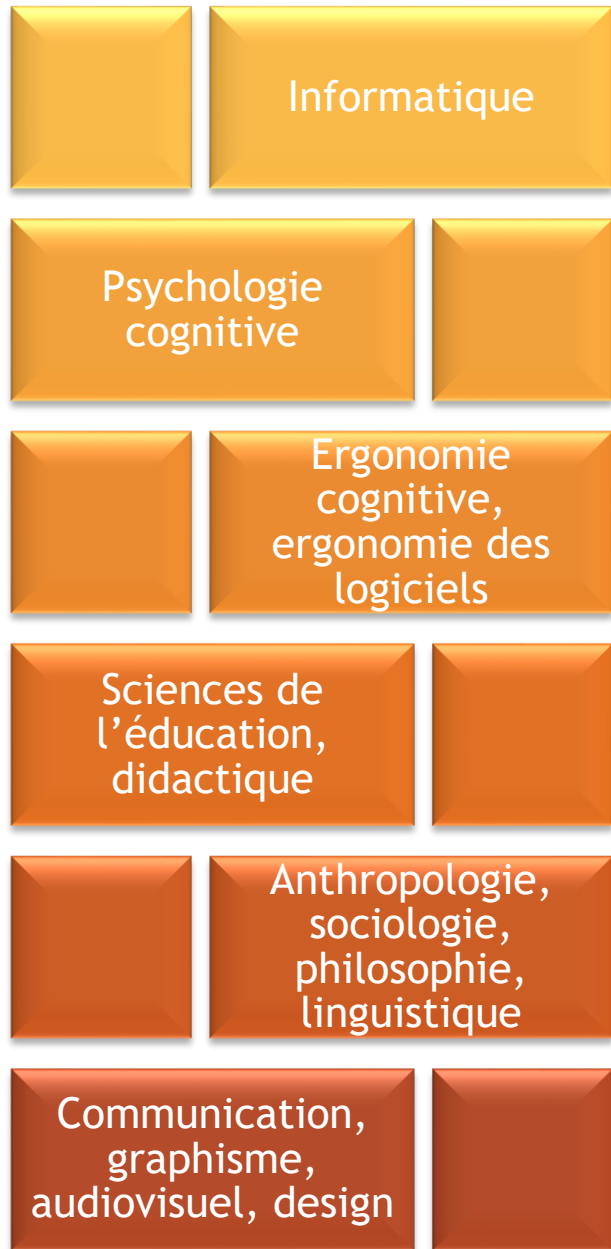 Informatique
Psychologie
cognitive
Ergonomie
cognitive,
ergonomie des
logiciels
Sciences de
l’éducation,
didactique
Anthropologie,
sociologie,
philosophie,
linguistique
Communication,
graphisme,
audiovisuel, design